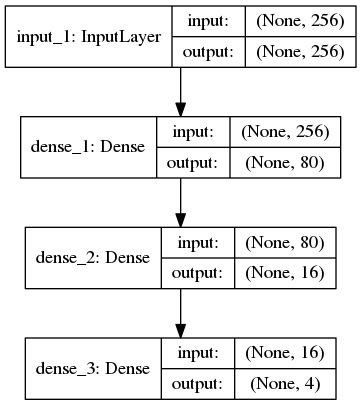 input_1: InputLayer
input: (None, 256)
output: (None, 256)
dense_1: Dense
input: (None, 256)
output: (None, 80)
dense_2: Dense
input: (None, 80)
output: (None, 16)
dense_3: Dense
input: (None, 16)
output: (None, 4)